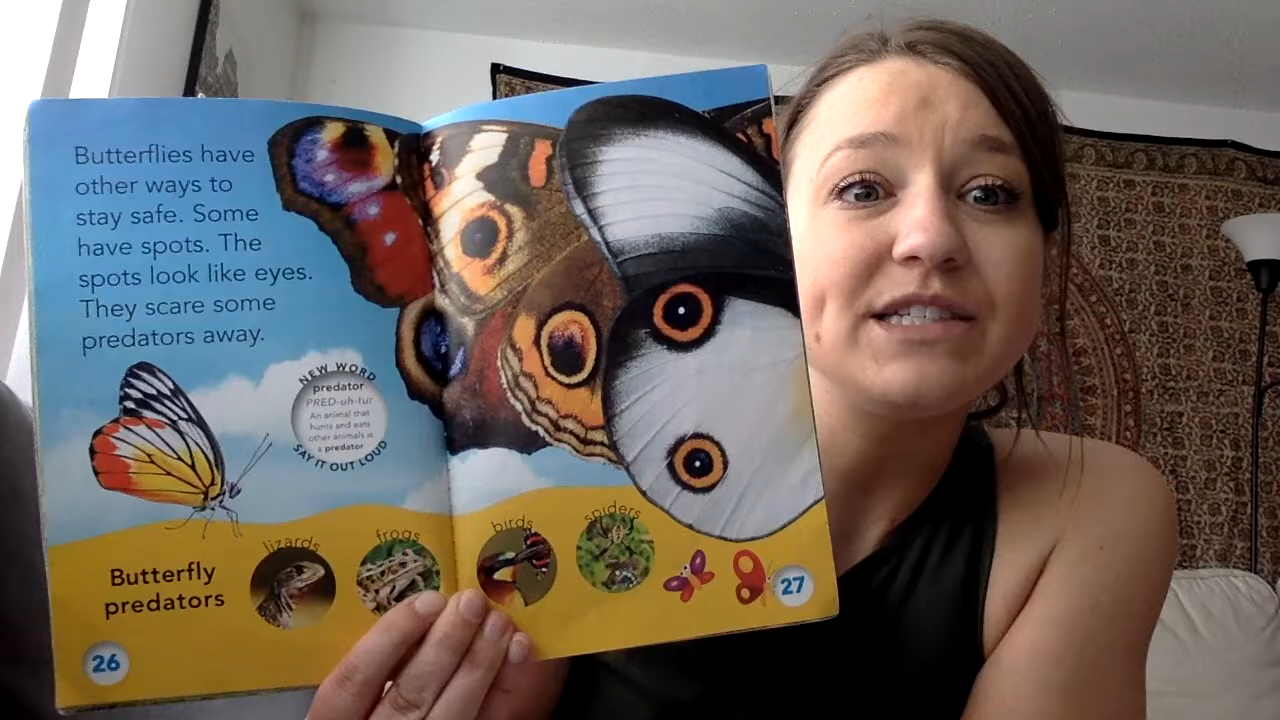 Butterflies have
other ways to
stay safe. Some
have spots. The
spots look like eyes.
They scare some
predators away.
NEW WORD
predator
PRED-uh-tur
An animal that
hunts and eats
other animals is
a predator.
SAY IT OUT LOUD
Butterfly
predators
lizards
frogs
birds
spiders
26
27